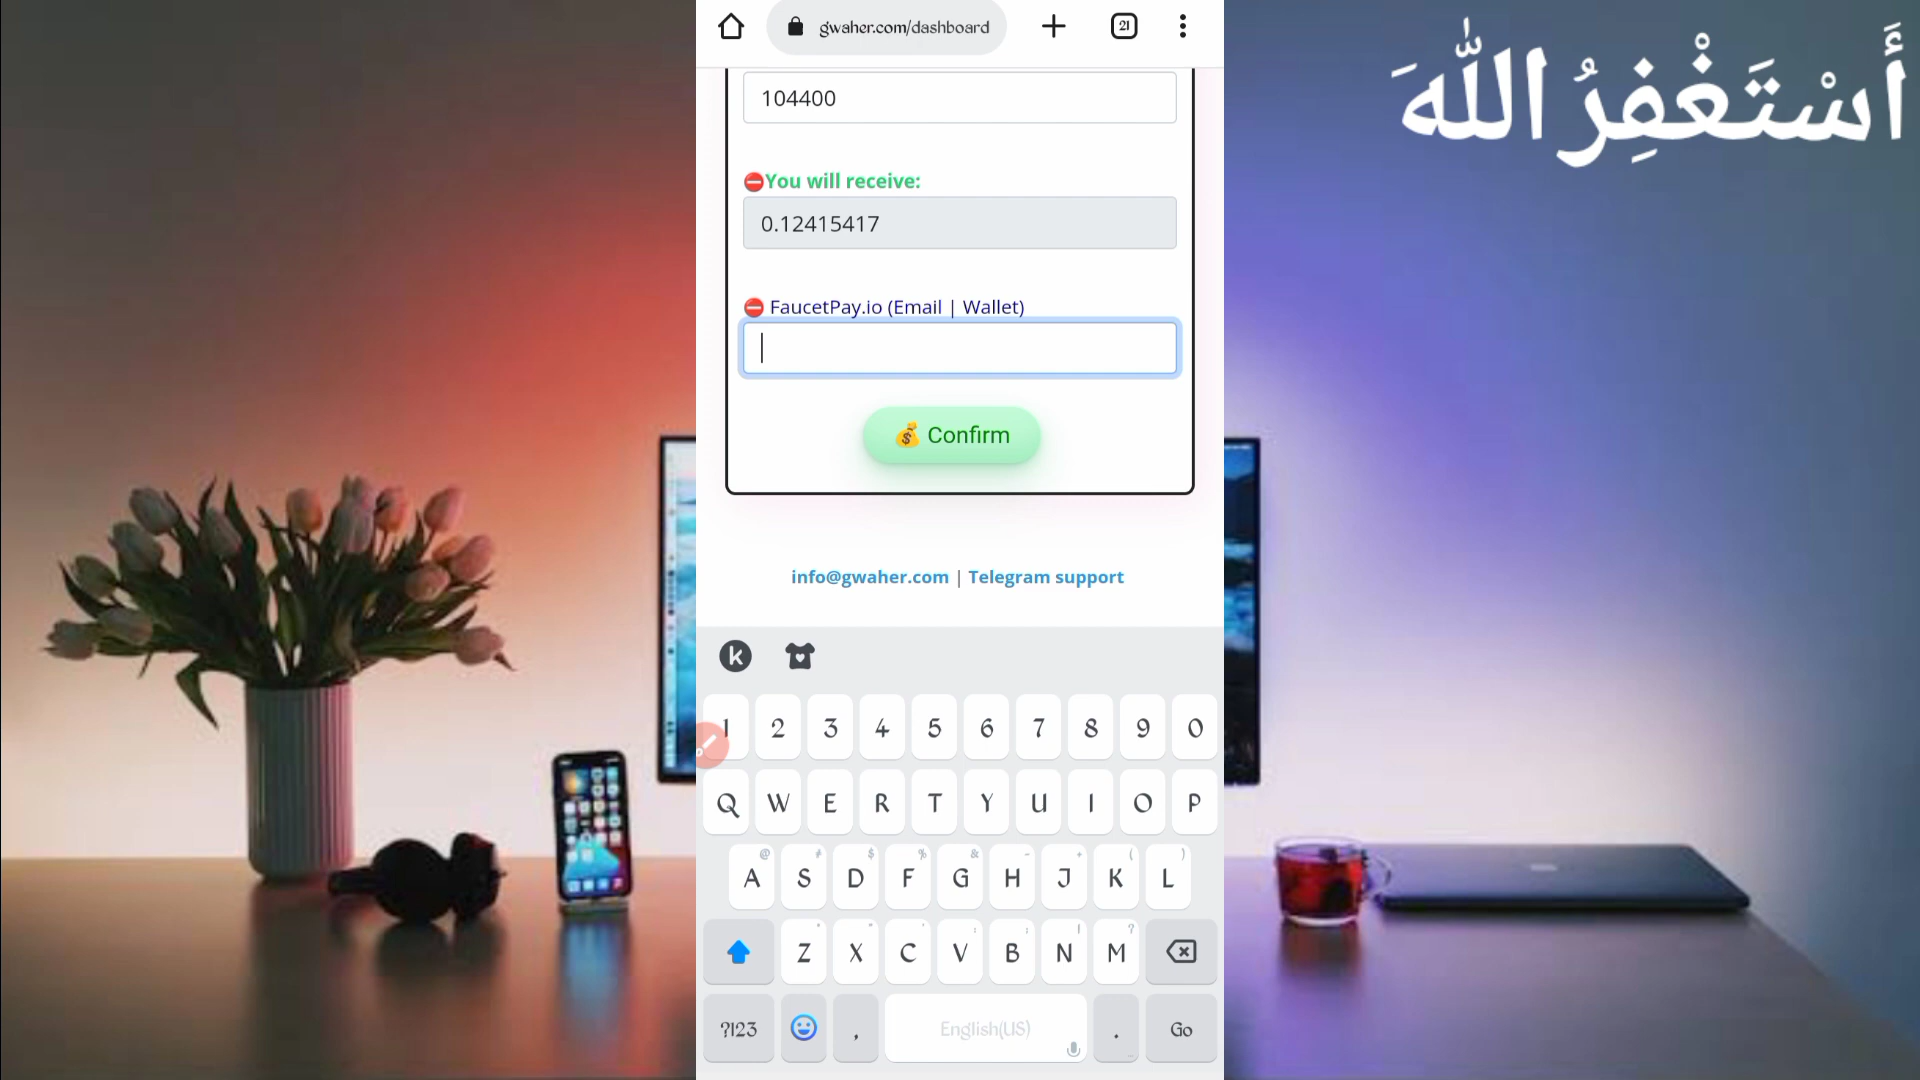 gwaher.com/dashboard
21
أَسْتَغْفِرُ اللّٰهَ
104400
⛔You will receive:
0.12415417
⛔ FaucetPay.io (Email | Wallet)
💰 Confirm
info@gwaher.com | Telegram support
k
1 2 3 4 5 6 7 8 9 0
Q W E R T Y U I O P
@ # $ % & - + ( )
A S D F G H J K L
* " ' : ; ! ?
Z X C V B N M
?123 , English(US) . Go